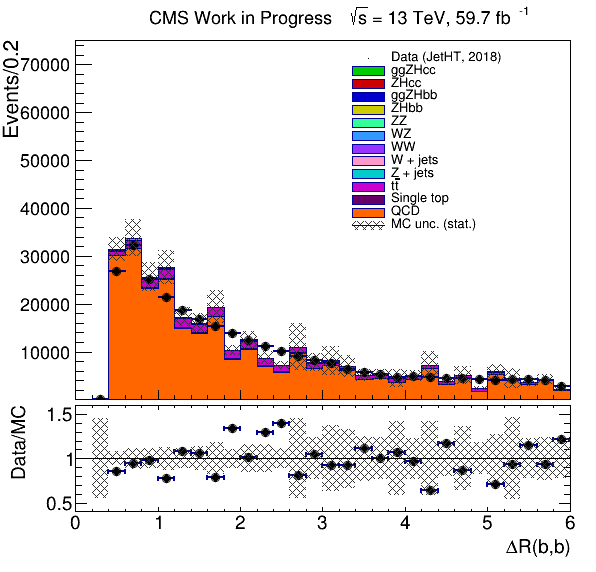 CMS Work in Progress √s = 13 TeV, 59.7 fb⁻¹
Events/0.2
70000
60000
50000
40000
30000
20000
10000
Data (JetHT, 2018)
ggZHcc
ZHcc
ggZHbb
ZHbb
ZZ
WZ
WW
W + jets
Z + jets
tt̅
Single top
QCD
MC unc. (stat.)
Data/MC
1.5
1
0.5
0 1 2 3 4 5 6
ΔR(b,b)